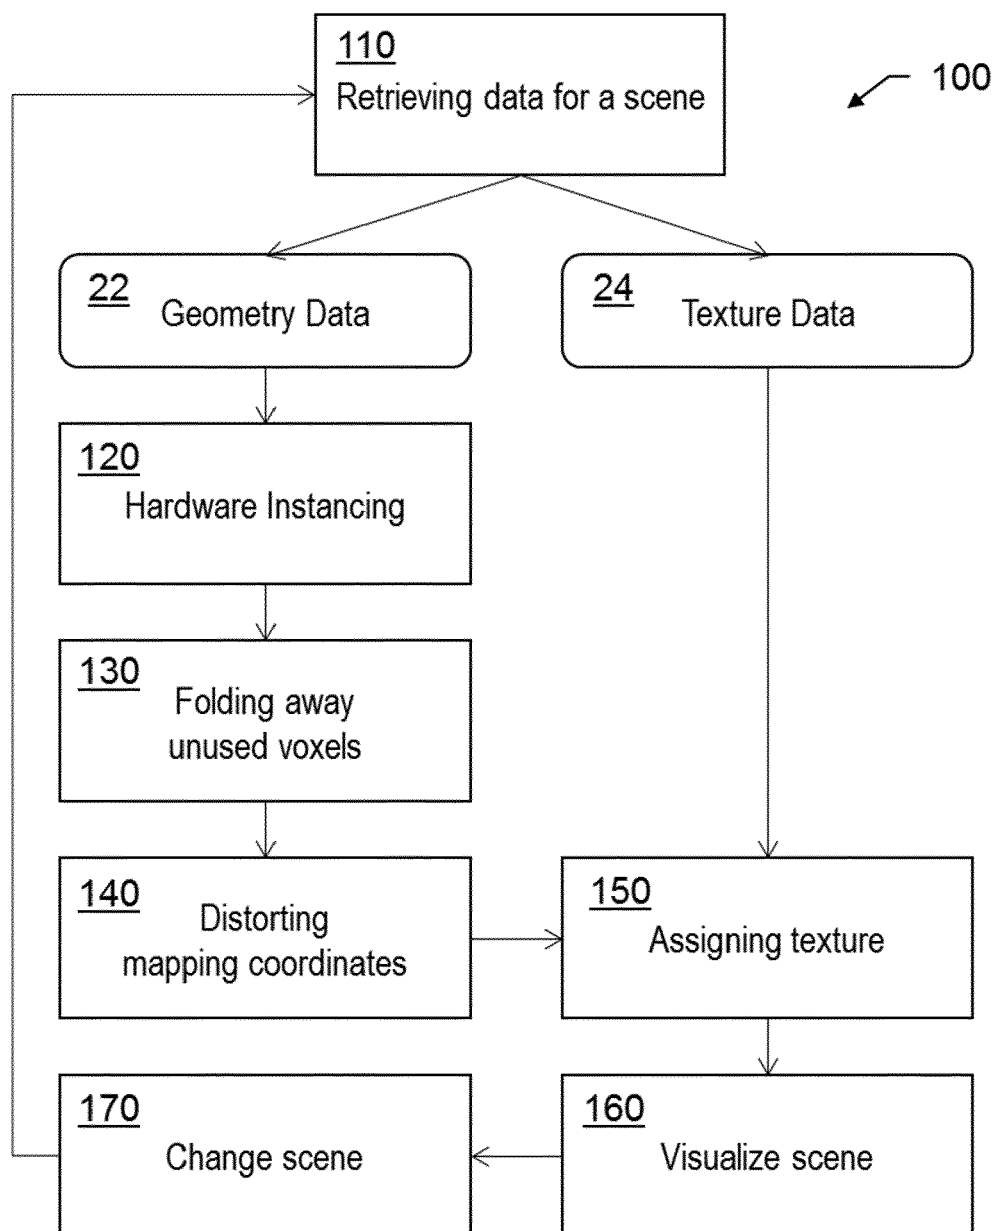 110
Retrieving data for a scene
100
22
Geometry Data
24
Texture Data
120
Hardware Instancing
130
Folding away
unused voxels
140
Distorting
mapping coordinates
150
Assigning texture
170
Change scene
160
Visualize scene